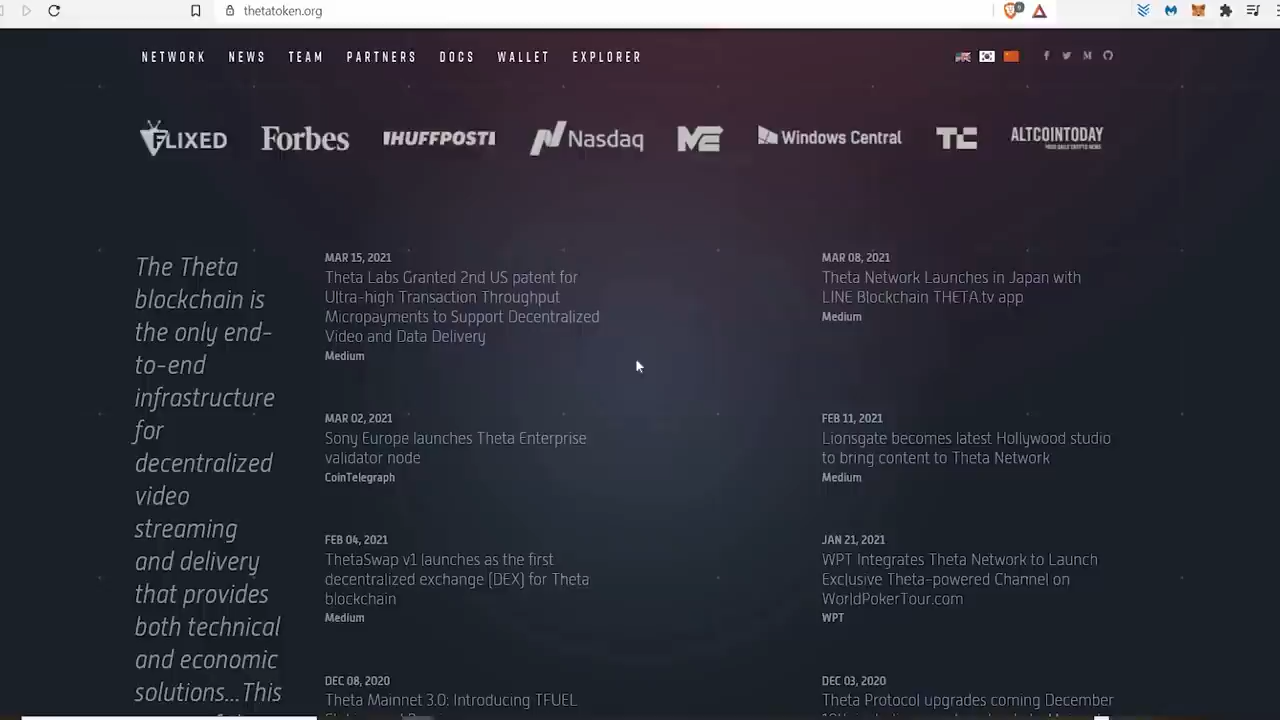 thetatoken.org
NETWORK NEWS TEAM PARTNERS DOCS WALLET EXPLORER
FLIXED Forbes HUFFPOST Nasdaq ME Windows Central TC ALTCOINTODAY
The Theta
blockchain is
the only end-
to-end
infrastructure
for
decentralized
video
streaming
and delivery
that provides
both technical
and economic
solutions...This
MAR 15, 2021
Theta Labs Granted 2nd US patent for
Ultra-high Transaction Throughput
Micropayments to Support Decentralized
Video and Data Delivery
Medium
MAR 08, 2021
Theta Network Launches in Japan with
LINE Blockchain THETA.tv app
Medium
MAR 02, 2021
Sony Europe launches Theta Enterprise
validator node
CoinTelegraph
FEB 11, 2021
Lionsgate becomes latest Hollywood studio
to bring content to Theta Network
Medium
FEB 04, 2021
ThetaSwap v1 launches as the first
decentralized exchange (DEX) for Theta
blockchain
Medium
JAN 21, 2021
WPT Integrates Theta Network to Launch
Exclusive Theta-powered Channel on
WorldPokerTour.com
WPT
DEC 08, 2020
Theta Mainnet 3.0: Introducing TFUEL
DEC 03, 2020
Theta Protocol upgrades coming December